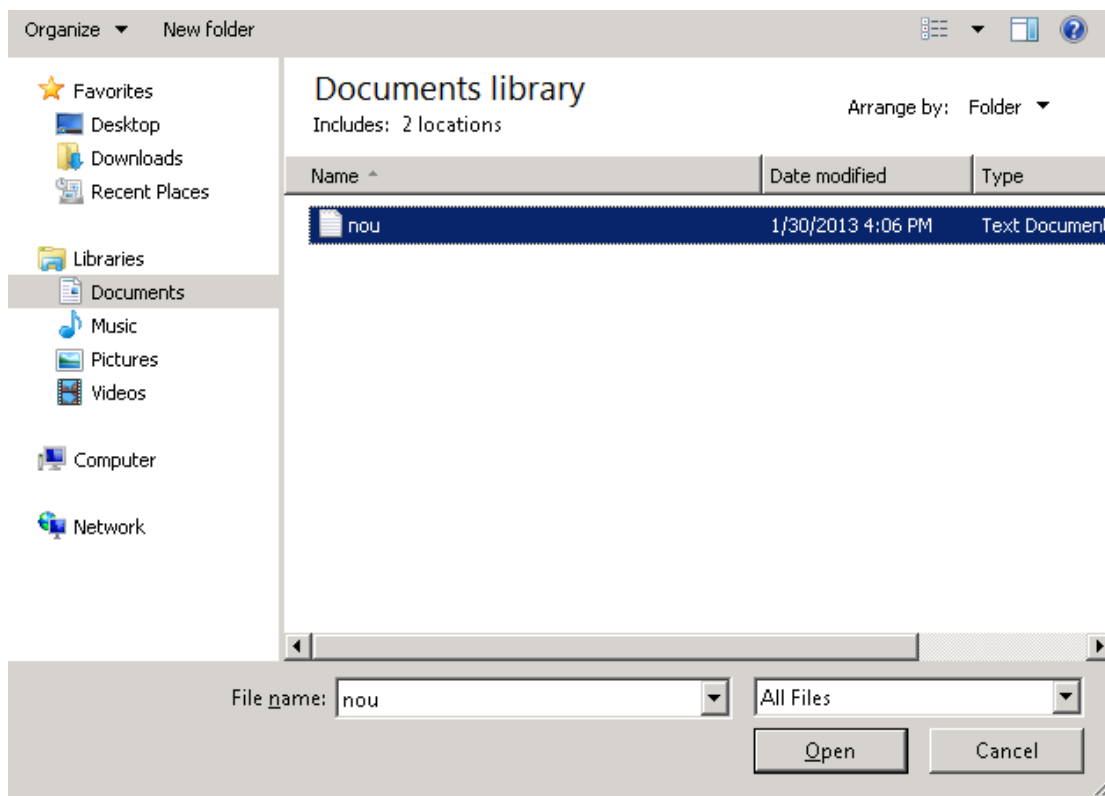 Organize New folder
Favorites
Desktop
Downloads
Recent Places
Libraries
Documents
Music
Pictures
Videos
Computer
Network
Documents library
Includes: 2 locations
Arrange by: Folder
Name Date modified Type
nou 1/30/2013 4:06 PM Text Documen
File name: nou All Files
Open Cancel